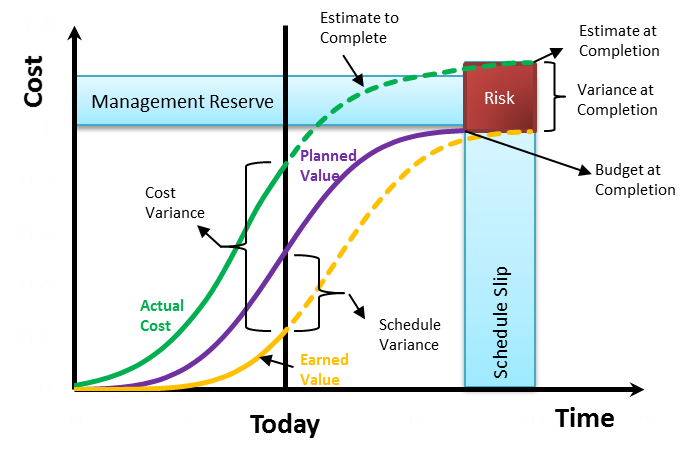 Estimate to
Complete
Estimate at
Completion
Cost
Management Reserve
Risk
Variance at
Completion
Planned
Value
Budget at
Completion
Cost
Variance
Actual
Cost
Schedule
Variance
Schedule Slip
Earned
Value
Today
Time